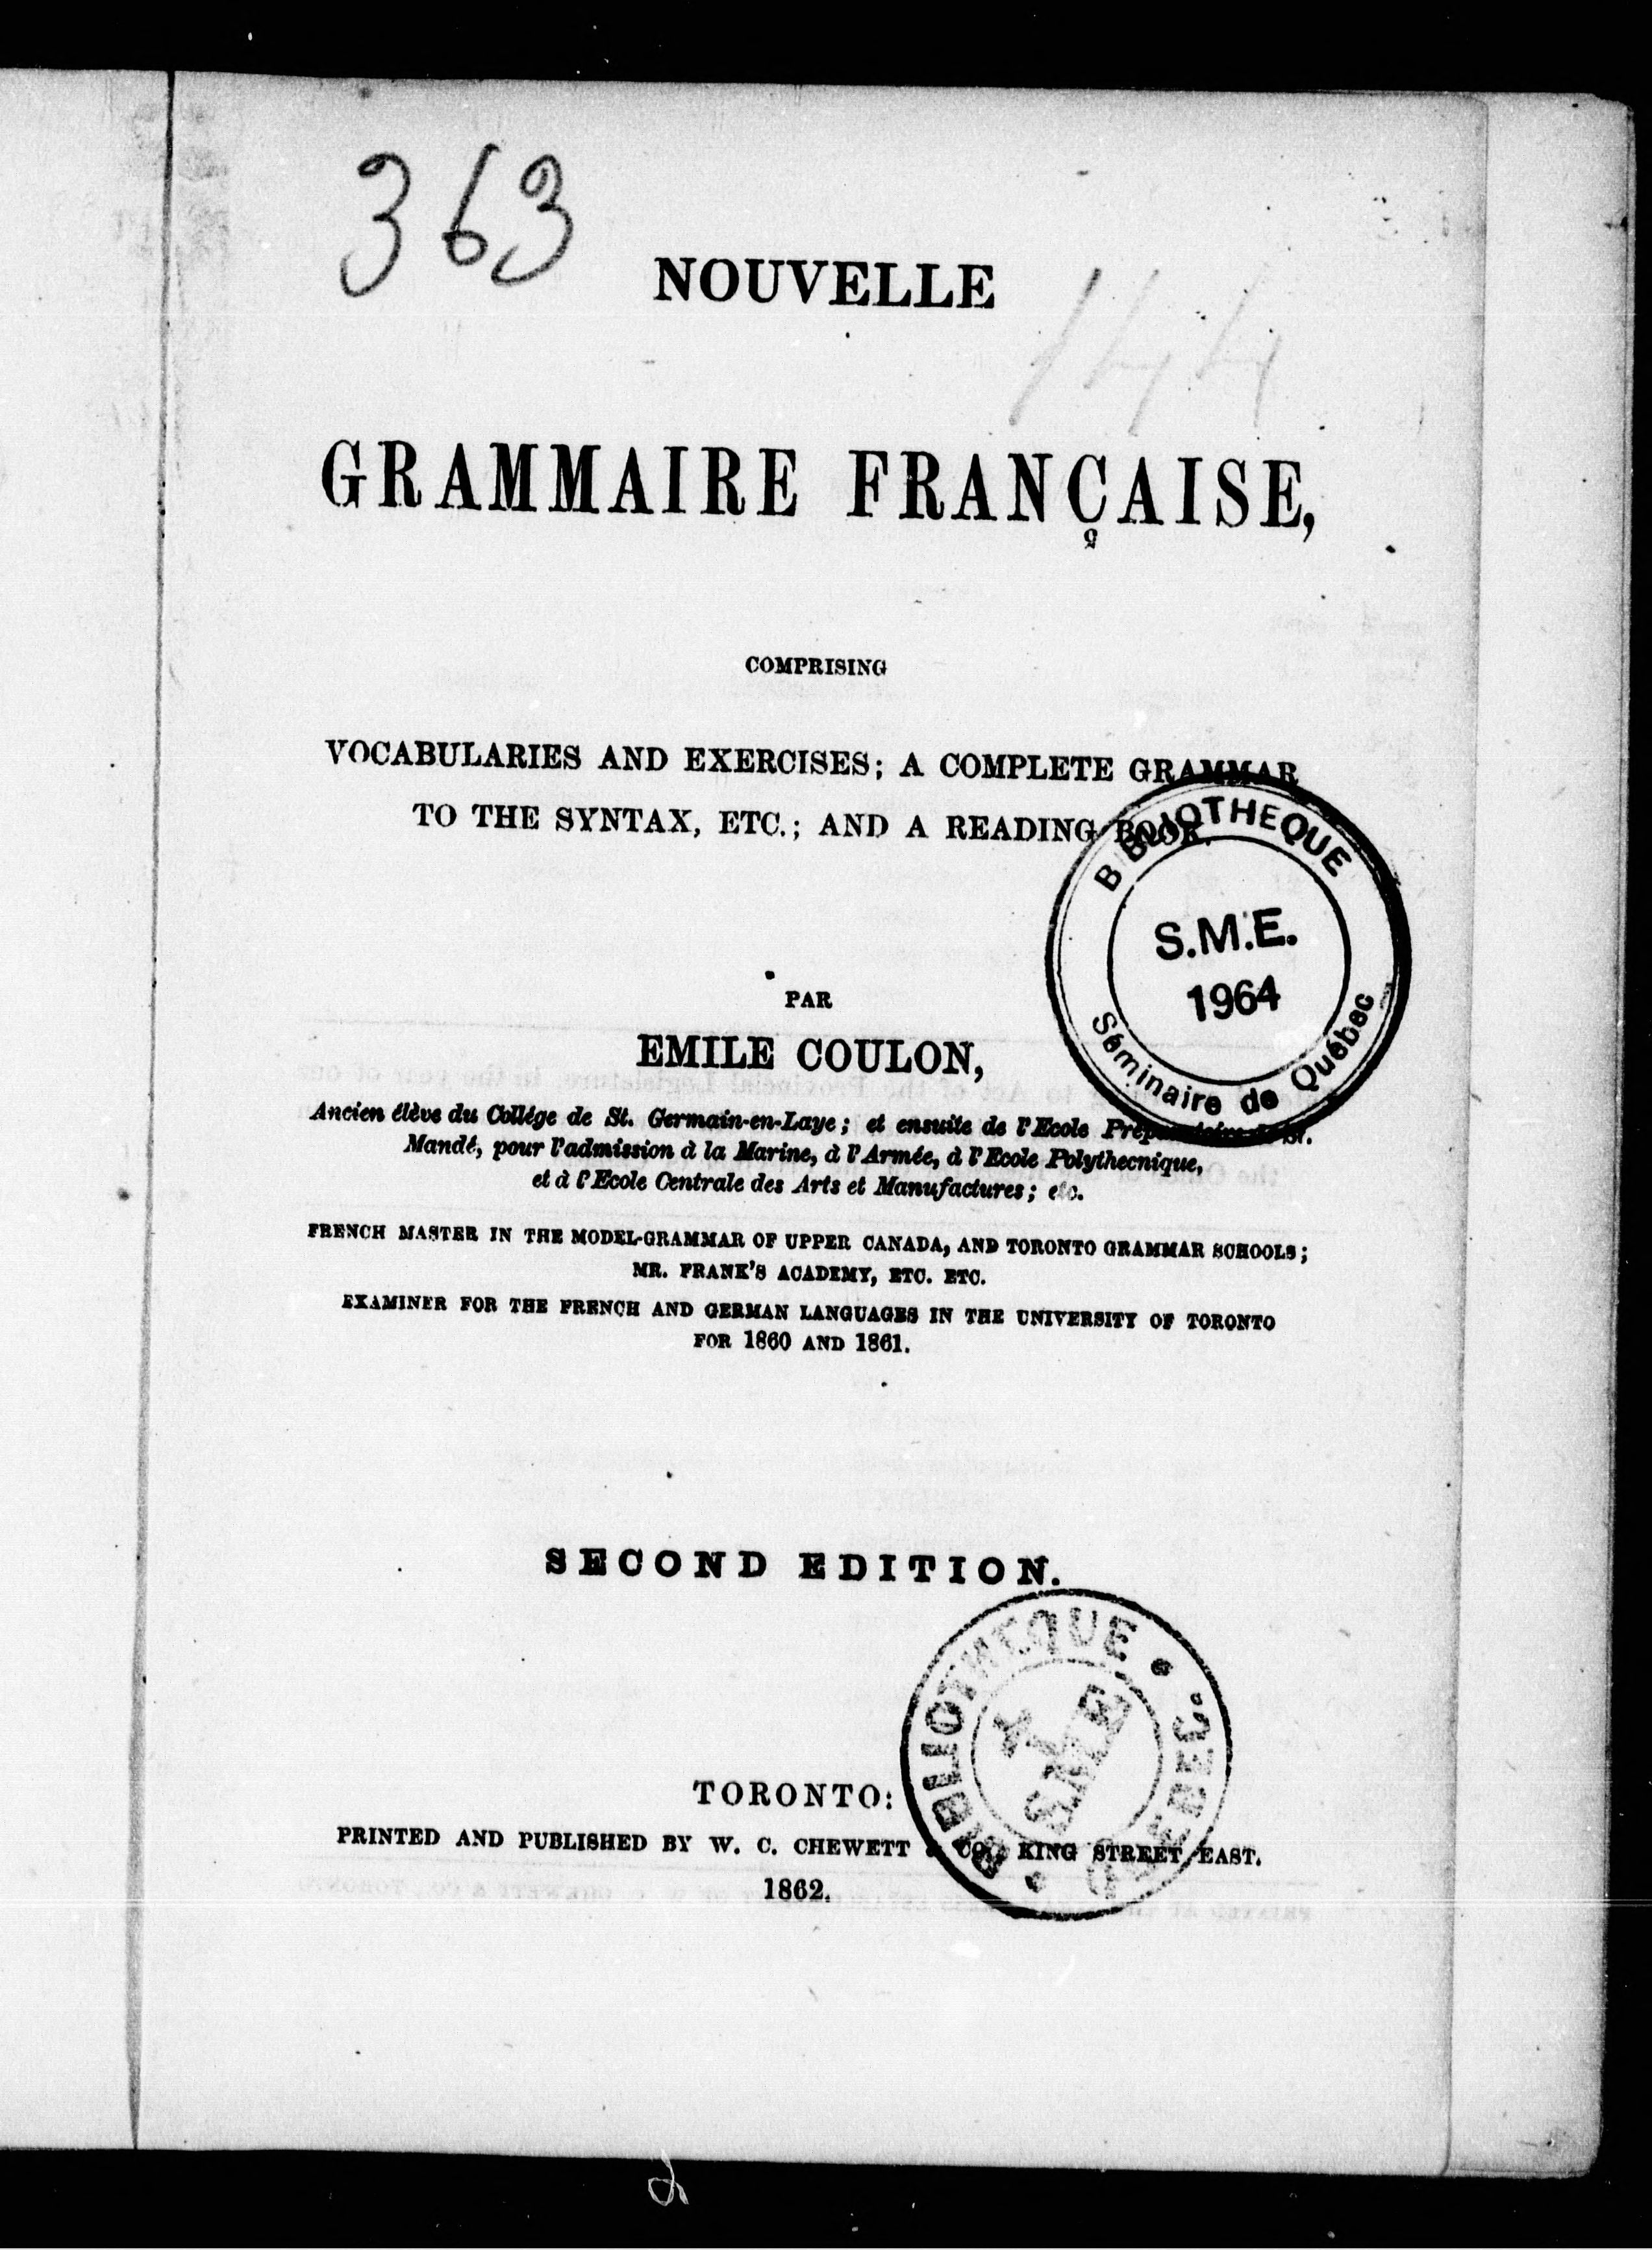 363
NOUVELLE
144
GRAMMAIRE FRANÇAISE,
COMPRISING
VOCABULARIES AND EXERCISES; A COMPLETE GRAMMAR
TO THE SYNTAX, ETC.; AND A READING BOOK.
BIBLIOTHEQUE
S.M.E.
1964
Séminaire de Québec
PAR
EMILE COULON,
Ancien élève du Collége de St. Germain-en-Laye; et ensuite de l'Ecole Préparatoire de St.
Mandé, pour l'admission à la Marine, à l'Armée, à l'Ecole Polythecnique,
et à l'Ecole Centrale des Arts et Manufactures; etc.
FRENCH MASTER IN THE MODEL-GRAMMAR OF UPPER CANADA, AND TORONTO GRAMMAR SCHOOLS;
MR. FRANK'S ACADEMY, ETC. ETC.
EXAMINER FOR THE FRENCH AND GERMAN LANGUAGES IN THE UNIVERSITY OF TORONTO
FOR 1860 AND 1861.
SECOND EDITION.
BIBLIOTHEQUE
S.M.E
QUEBEC
TORONTO:
PRINTED AND PUBLISHED BY W. C. CHEWETT & CO., KING STREET EAST.
1862.